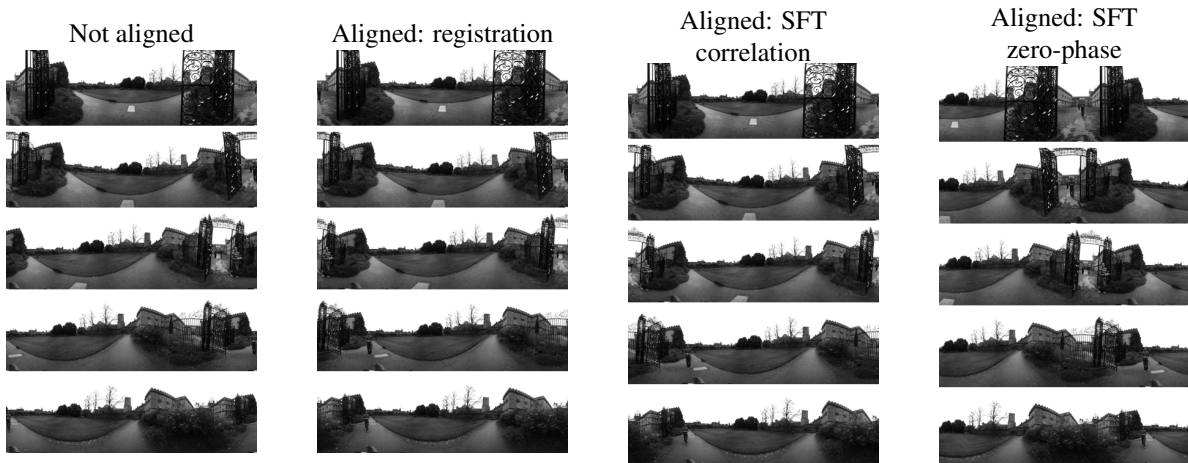 Not aligned
Aligned: registration
Aligned: SFT
correlation
Aligned: SFT
zero-phase